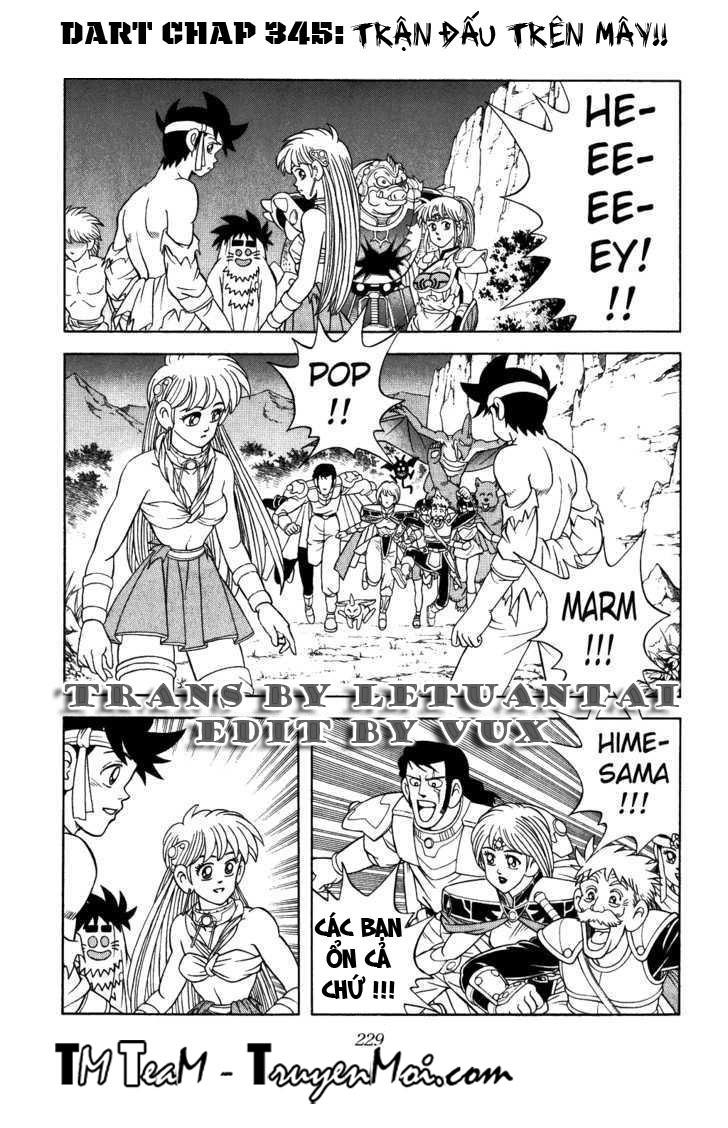 DART CHAP 345: TRẬN ĐẤU TRÊN MÂY!!
HE-
EE-
EE-
EY!
!!
POP
!!
MARM
!!!
TRANS BY LETUANTAI
EDIT BY VUX
HIME-
SAMA
!!!
CÁC BẠN
ỔN CẢ
CHỨ !!!
229
TM TEAM - TRUYENMOI.COM